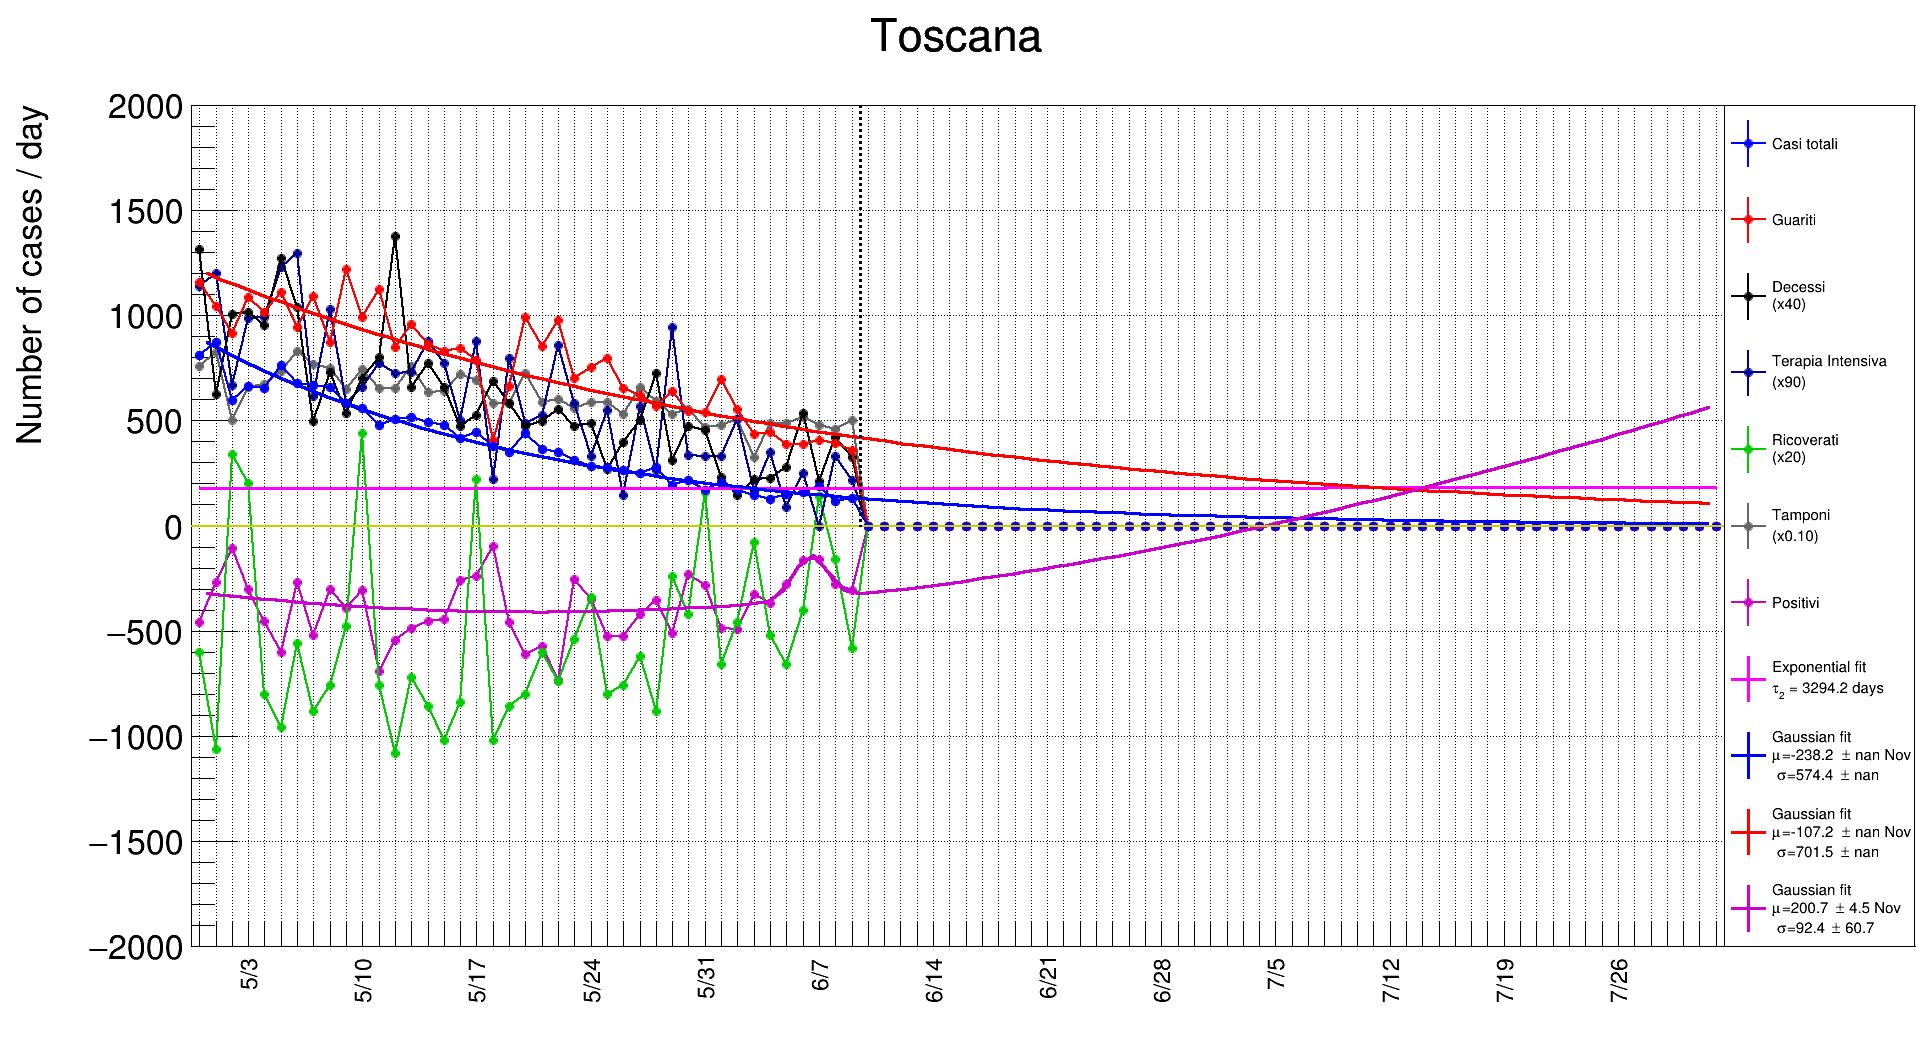 Toscana
Number of cases / day
2000
1500
1000
500
0
−500
−1000
−1500
−2000
5/3
5/10
5/17
5/24
5/31
6/7
6/14
6/21
6/28
7/5
7/12
7/19
7/26
Casi totali
Guariti
Decessi
(x40)
Terapia Intensiva
(x90)
Ricoverati
(x20)
Tamponi
(x0.10)
Positivi
Exponential fit
τ2 = 3294.2 days
Gaussian fit
μ=-238.2 ± nan Nov
σ=574.4 ± nan
Gaussian fit
μ=-107.2 ± nan Nov
σ=701.5 ± nan
Gaussian fit
μ=200.7 ± 4.5 Nov
σ=92.4 ± 60.7